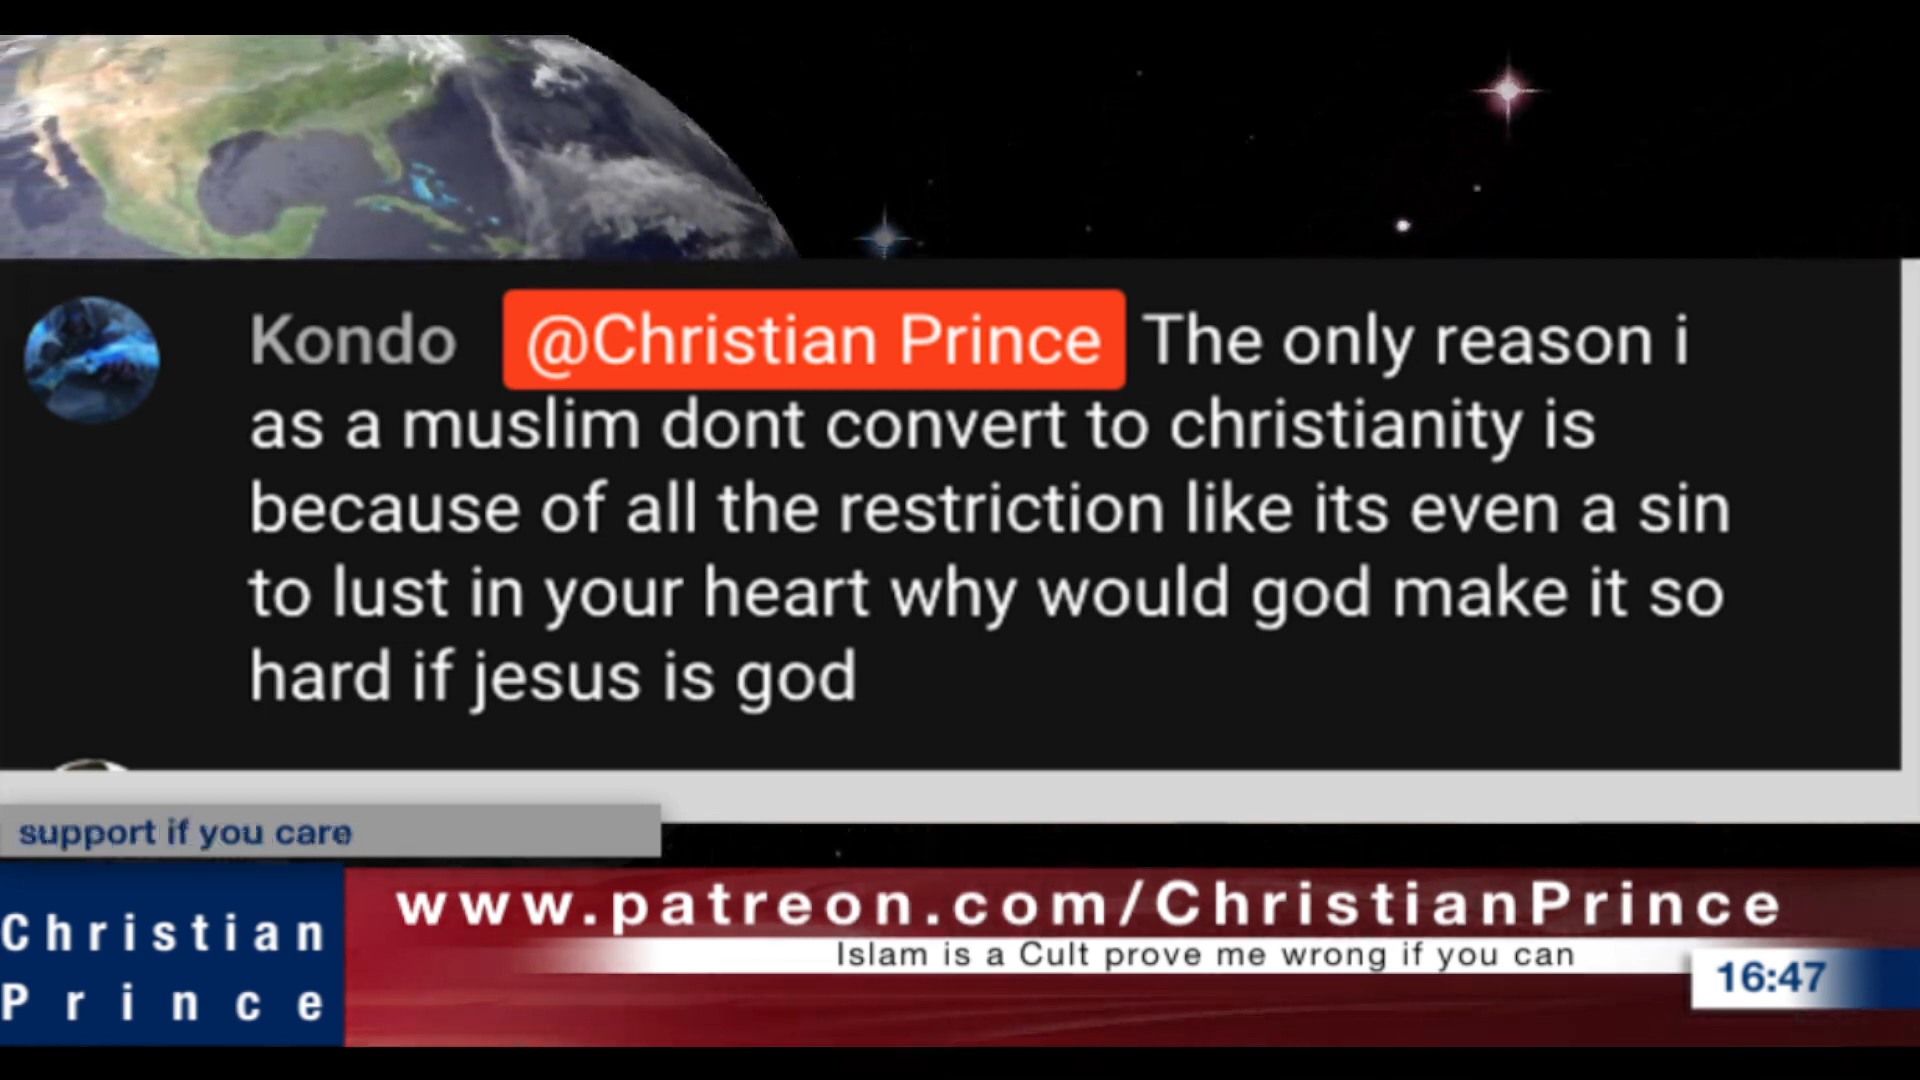 Kondo @Christian Prince The only reason i
as a muslim dont convert to christianity is
because of all the restriction like its even a sin
to lust in your heart why would god make it so
hard if jesus is god
support if you care
Christian
Prince
www.patreon.com/ChristianPrince
Islam is a Cult prove me wrong if you can
16:47